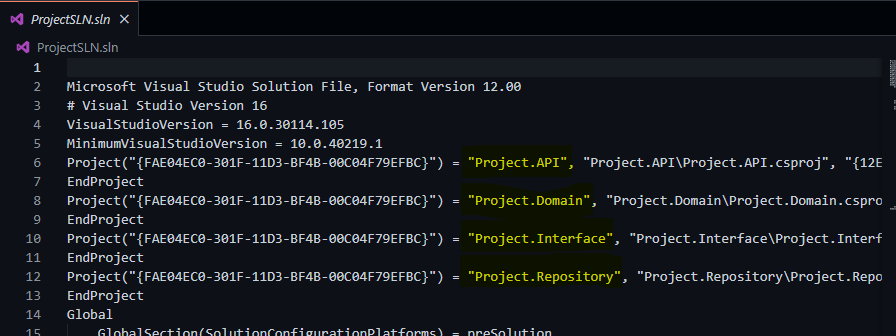 ProjectSLN.sln
ProjectSLN.sln
1
2 Microsoft Visual Studio Solution File, Format Version 12.00
3 # Visual Studio Version 16
4 VisualStudioVersion = 16.0.30114.105
5 MinimumVisualStudioVersion = 10.0.40219.1
6 Project("{FAE04EC0-301F-11D3-BF4B-00C04F79EFBC}") = "Project.API", "Project.API\Project.API.csproj", "{12E
7 EndProject
8 Project("{FAE04EC0-301F-11D3-BF4B-00C04F79EFBC}") = "Project.Domain", "Project.Domain\Project.Domain.cspro
9 EndProject
10 Project("{FAE04EC0-301F-11D3-BF4B-00C04F79EFBC}") = "Project.Interface", "Project.Interface\Project.Interf
11 EndProject
12 Project("{FAE04EC0-301F-11D3-BF4B-00C04F79EFBC}") = "Project.Repository", "Project.Repository\Project.Repo
13 EndProject
14 Global
15 GlobalSection(SolutionConfigurationPlatforms) = preSolution